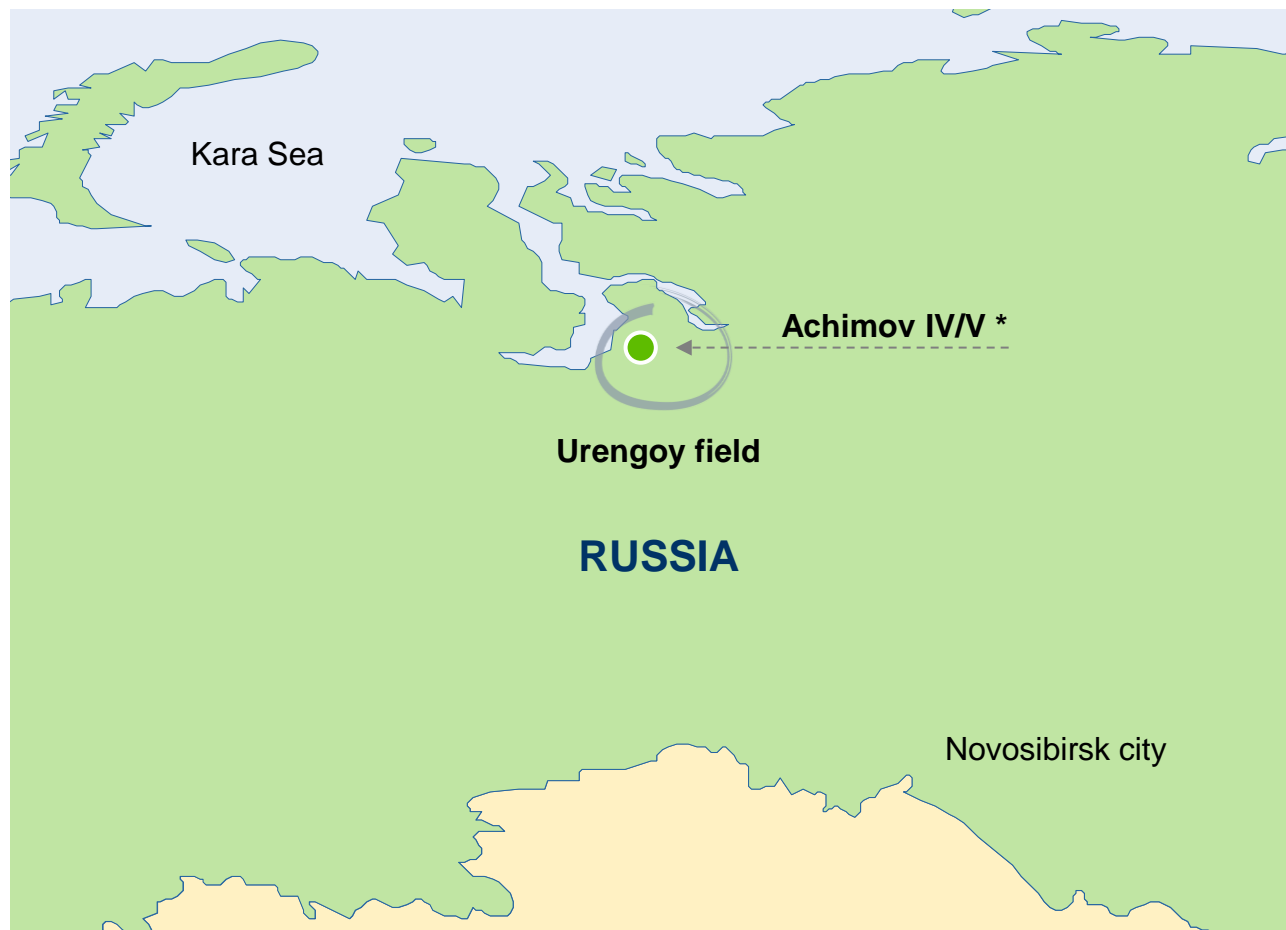 Kara Sea
Achimov IV/V *
Urengoy field
RUSSIA
Novosibirsk city